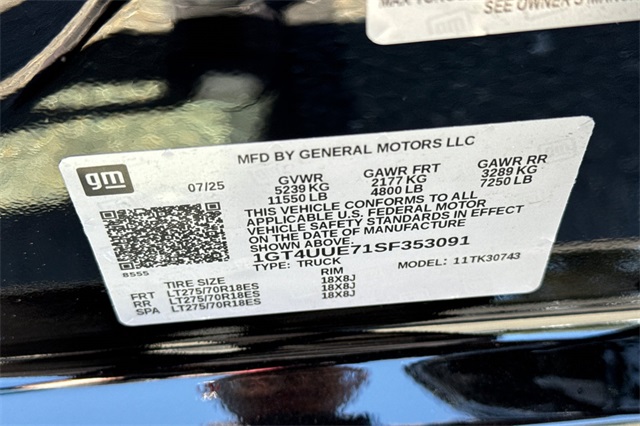 SEE OWNER'S MANUAL
MFD BY GENERAL MOTORS LLC
gm
07/25
GVWR GAWR FRT GAWR RR
5239 KG 2177 KG 3289 KG
11550 LB 4800 LB 7250 LB
THIS VEHICLE CONFORMS TO ALL
APPLICABLE U.S. FEDERAL MOTOR
VEHICLE SAFETY STANDARDS IN EFFECT
ON THE DATE OF MANUFACTURE
SHOWN ABOVE.
1GT4UUE71SF353091
8555
TYPE: TRUCK MODEL: 11TK30743
TIRE SIZE RIM
FRT LT275/70R18ES 18X8J
RR LT275/70R18ES 18X8J
SPA LT275/70R18ES 18X8J